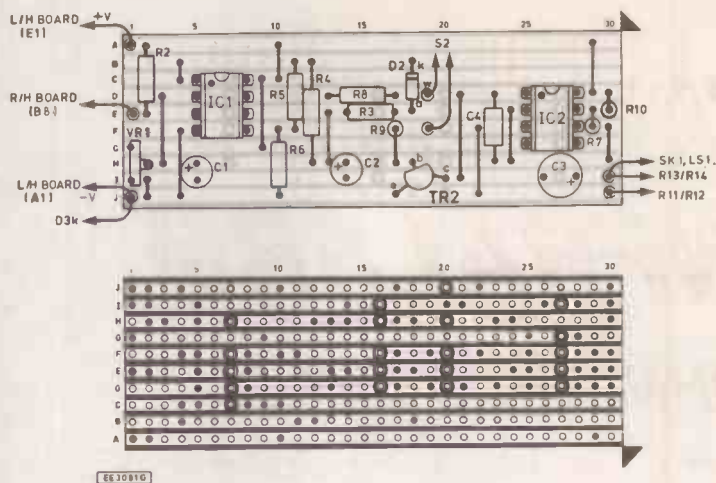 L/H BOARD +V
(E1)
1 5 10 15 20 25 30
A
B
C
D
E
F
G
H
I
J
R2
IC1
R5
R4
R8
R3
R9
D2 k
a
S2
w
C4
IC2
R10
R7
R/H BOARD
(B8)
VR1
C1
R6
C2
b
c
e
TR2
C3
SK1, LS1,
R13/R14
R11/R12
L/H BOARD
(A1) -V
D3k
1 5 10 15 20 25 30
J
I
H
G
F
E
D
C
B
A
EE3081G